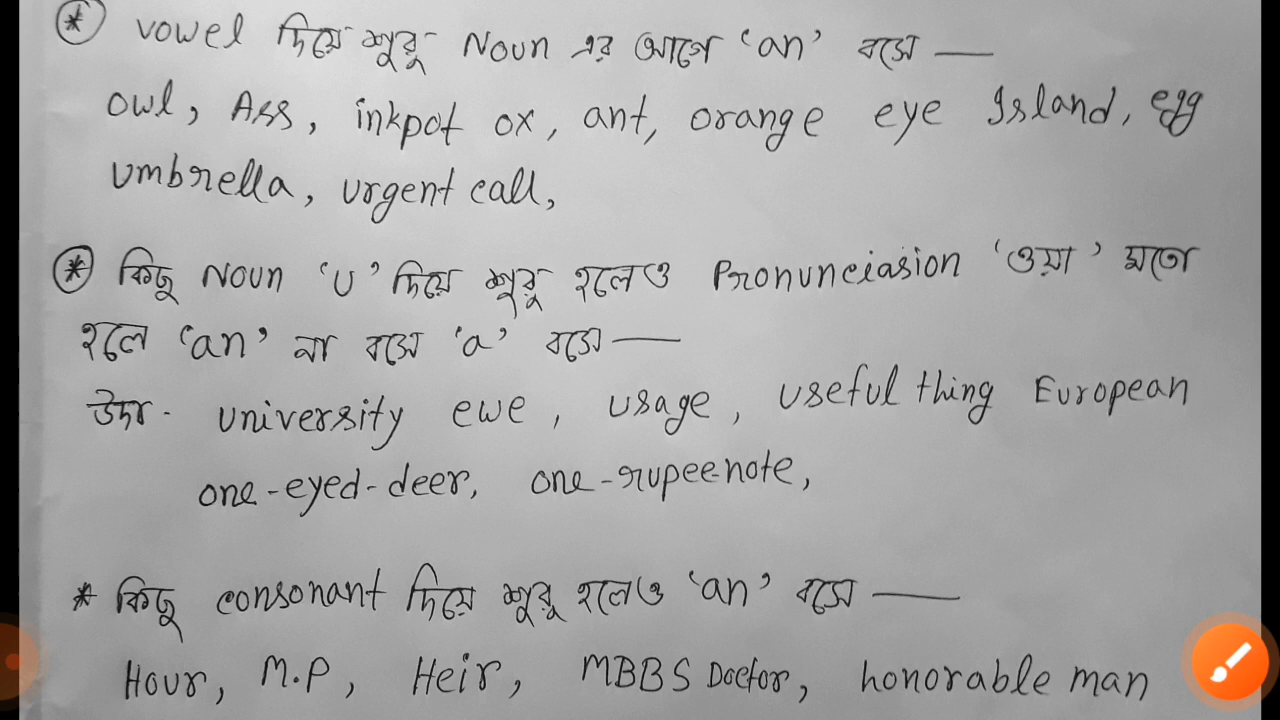 * vowel দিয়ে শুরু Noun এর আগে 'an' বসে —
owl, Ass, inkpot ox, ant, orange eye Island, egg
umbrella, urgent call,
* কিছু Noun 'U' দিয়ে শুরু হলেও Pronunciasion 'ওয়া' মতো
হলে 'an' না বসে 'a' বসে —
উদা- university ewe, usage, useful thing European
one-eyed-deer, one-rupee-note,
* কিছু consonant দিয়ে শুরু হলেও 'an' বসে —
Hour, M.P, Heir, MBBS Doctor, honorable man